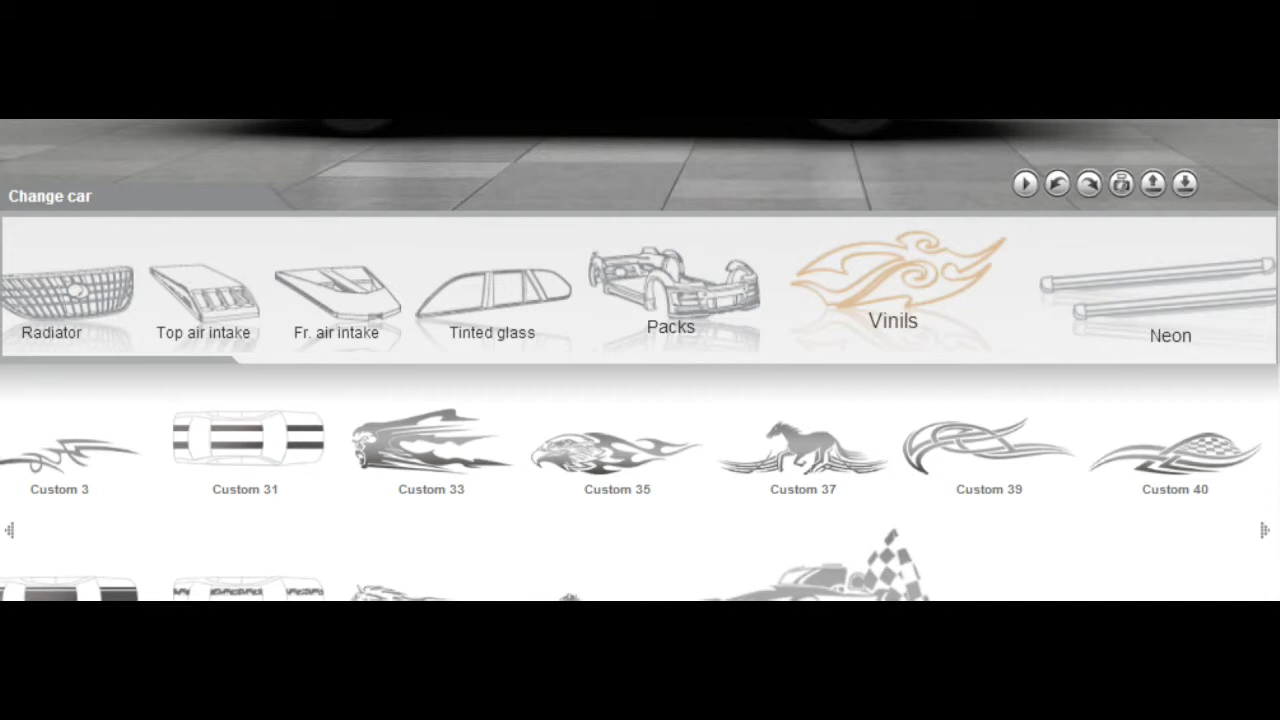 Change car
Radiator
Top air intake
Fr. air intake
Tinted glass
Packs
Vinils
Neon
Custom 3
Custom 31
Custom 33
Custom 35
Custom 37
Custom 39
Custom 40